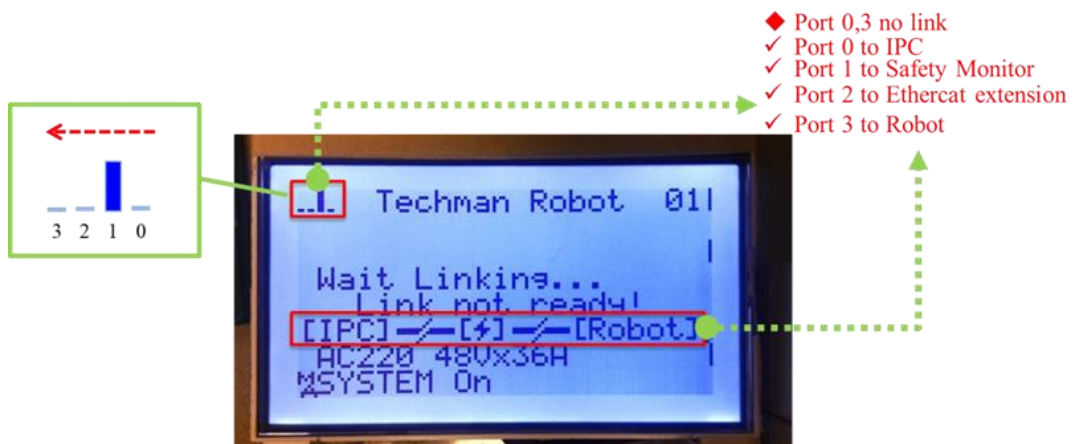 ◆ Port 0,3 no link
✓ Port 0 to IPC
✓ Port 1 to Safety Monitor
✓ Port 2 to Ethercat extension
✓ Port 3 to Robot
3 2 1 0
Techman Robot 01
Wait Linking...
Link not ready!
[IPC] [⚡] [Robot]
AC220 48Vx36A
SYSTEM On